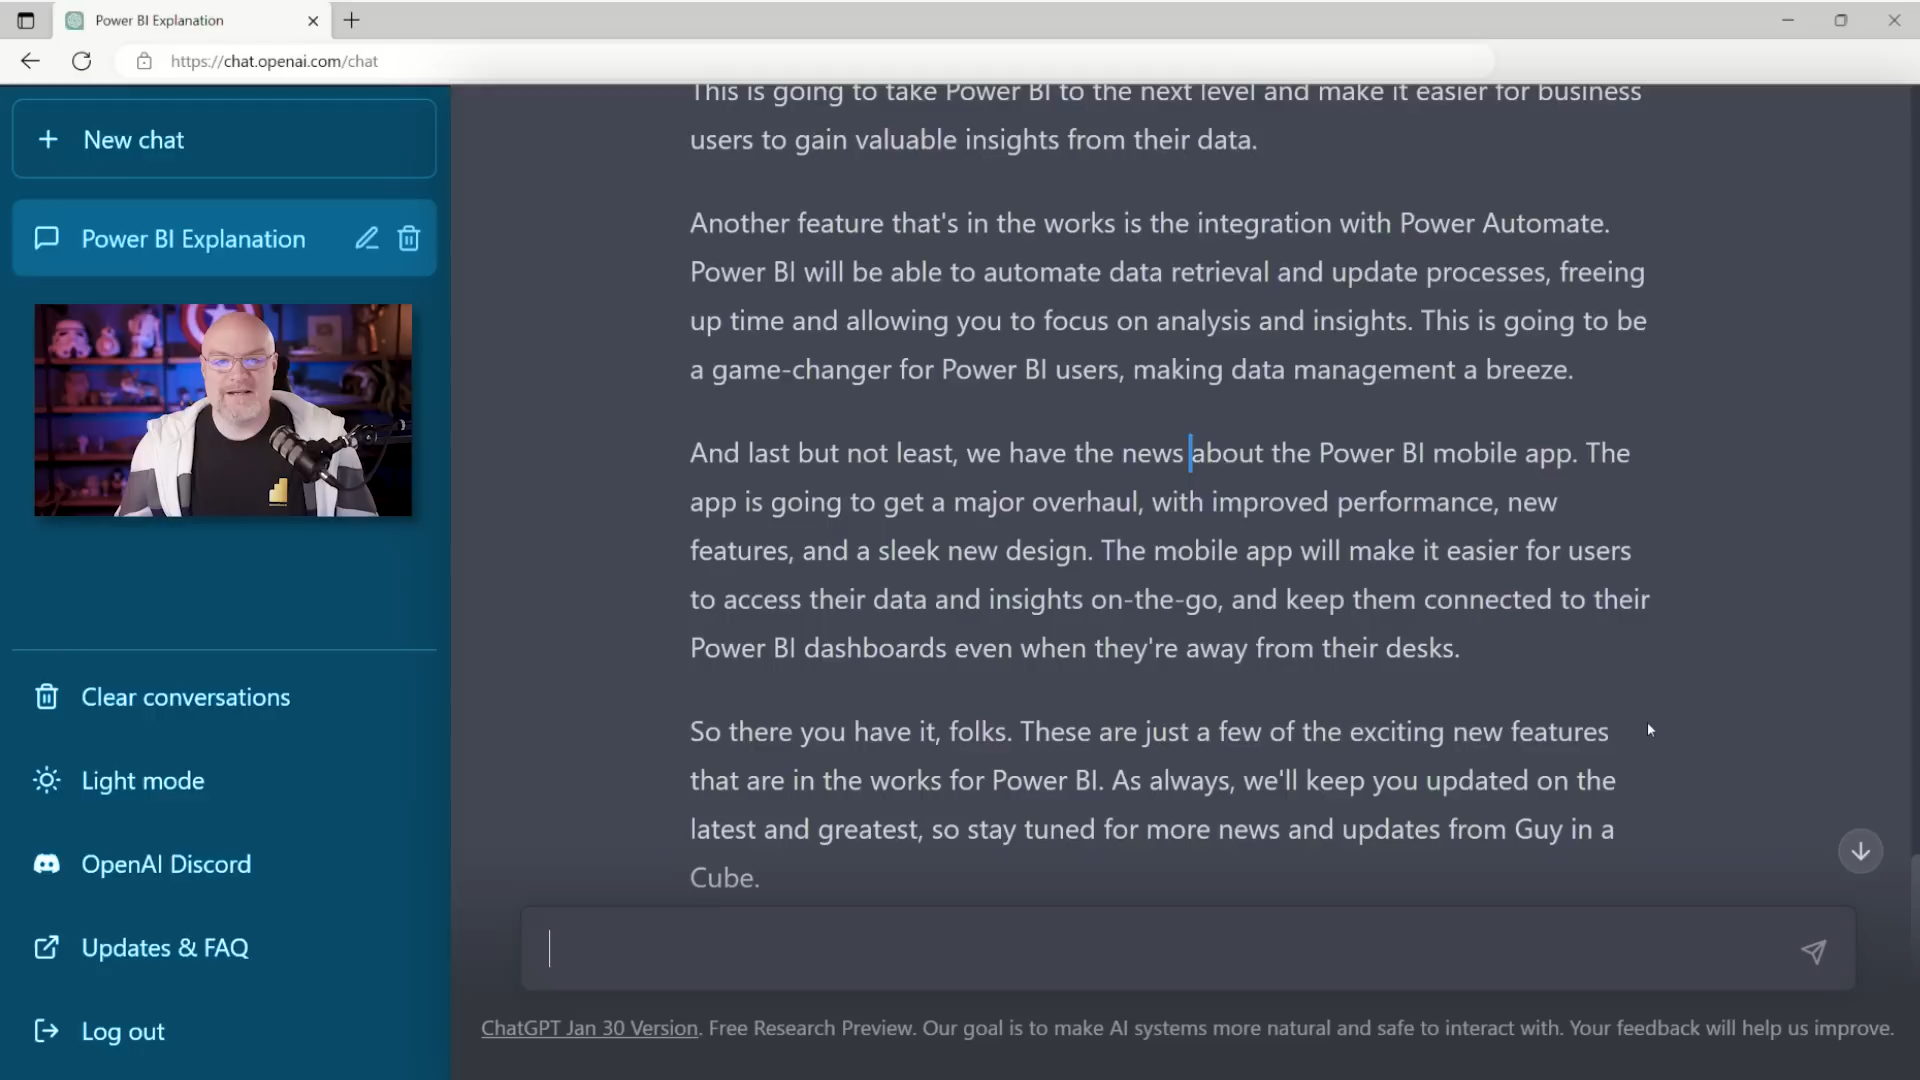 Power BI Explanation
https://chat.openai.com/chat
New chat
Power BI Explanation
Clear conversations
Light mode
OpenAI Discord
Updates & FAQ
Log out
This is going to take Power BI to the next level and make it easier for business
users to gain valuable insights from their data.
Another feature that's in the works is the integration with Power Automate.
Power BI will be able to automate data retrieval and update processes, freeing
up time and allowing you to focus on analysis and insights. This is going to be
a game-changer for Power BI users, making data management a breeze.
And last but not least, we have the news about the Power BI mobile app. The
app is going to get a major overhaul, with improved performance, new
features, and a sleek new design. The mobile app will make it easier for users
to access their data and insights on-the-go, and keep them connected to their
Power BI dashboards even when they're away from their desks.
So there you have it, folks. These are just a few of the exciting new features
that are in the works for Power BI. As always, we'll keep you updated on the
latest and greatest, so stay tuned for more news and updates from Guy in a
Cube.
ChatGPT Jan 30 Version. Free Research Preview. Our goal is to make AI systems more natural and safe to interact with. Your feedback will help us improve.